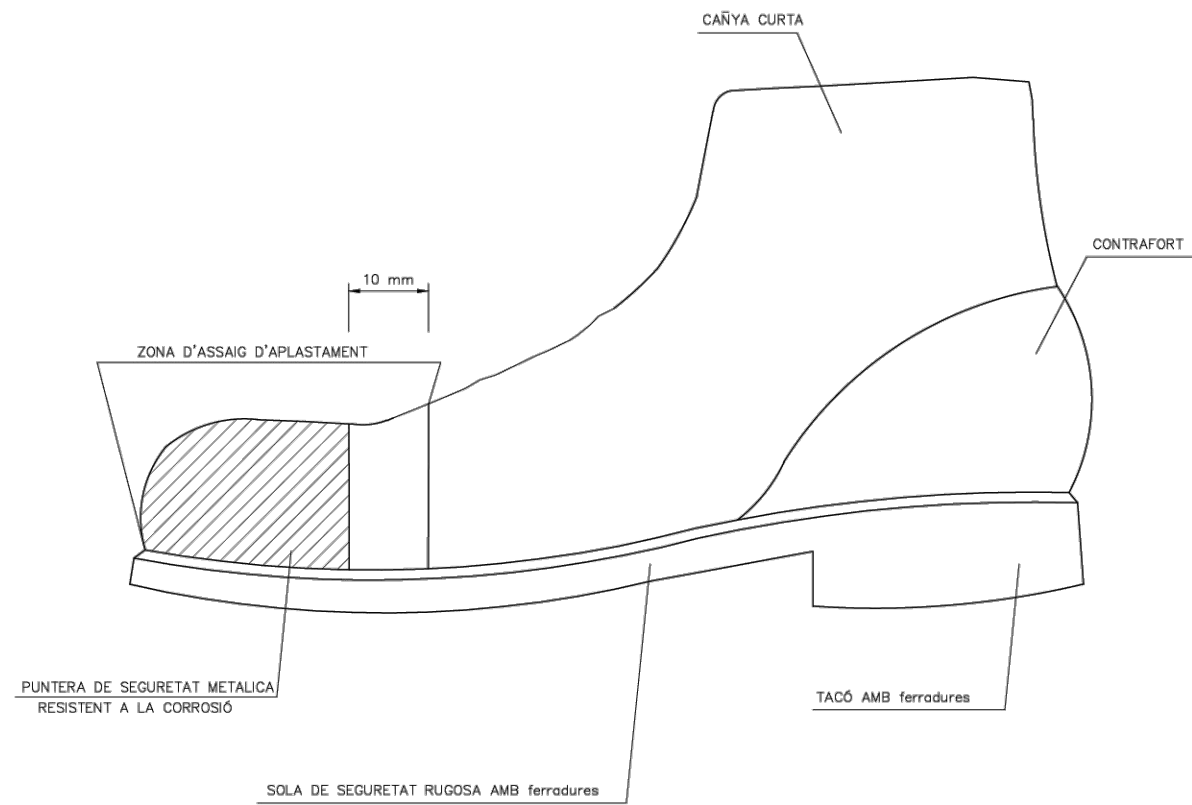 CAÑYA CURTA
CONTRAFORT
10 mm
ZONA D'ASSAIG D'APLASTAMENT
PUNTERA DE SEGURETAT METALICA
RESISTENT A LA CORROSIÓ
TACÓ AMB ferradures
SOLA DE SEGURETAT RUGOSA AMB ferradures